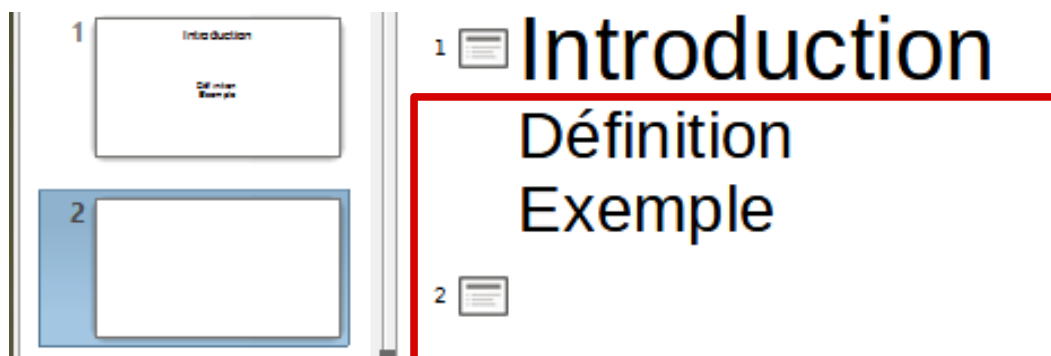 1
Introduction
Définition
Exemple
2
1 Introduction
Définition
Exemple
2